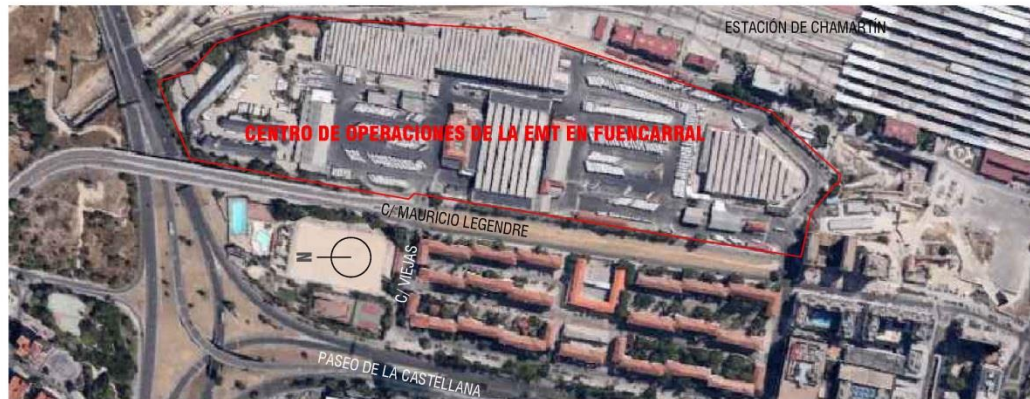 ESTACIÓN DE CHAMARTÍN
CENTRO DE OPERACIONES DE LA EMT EN FUENCARRAL
C/ MAURICIO LEGENDRE
N
C/ VIEJAS
PASEO DE LA CASTELLANA